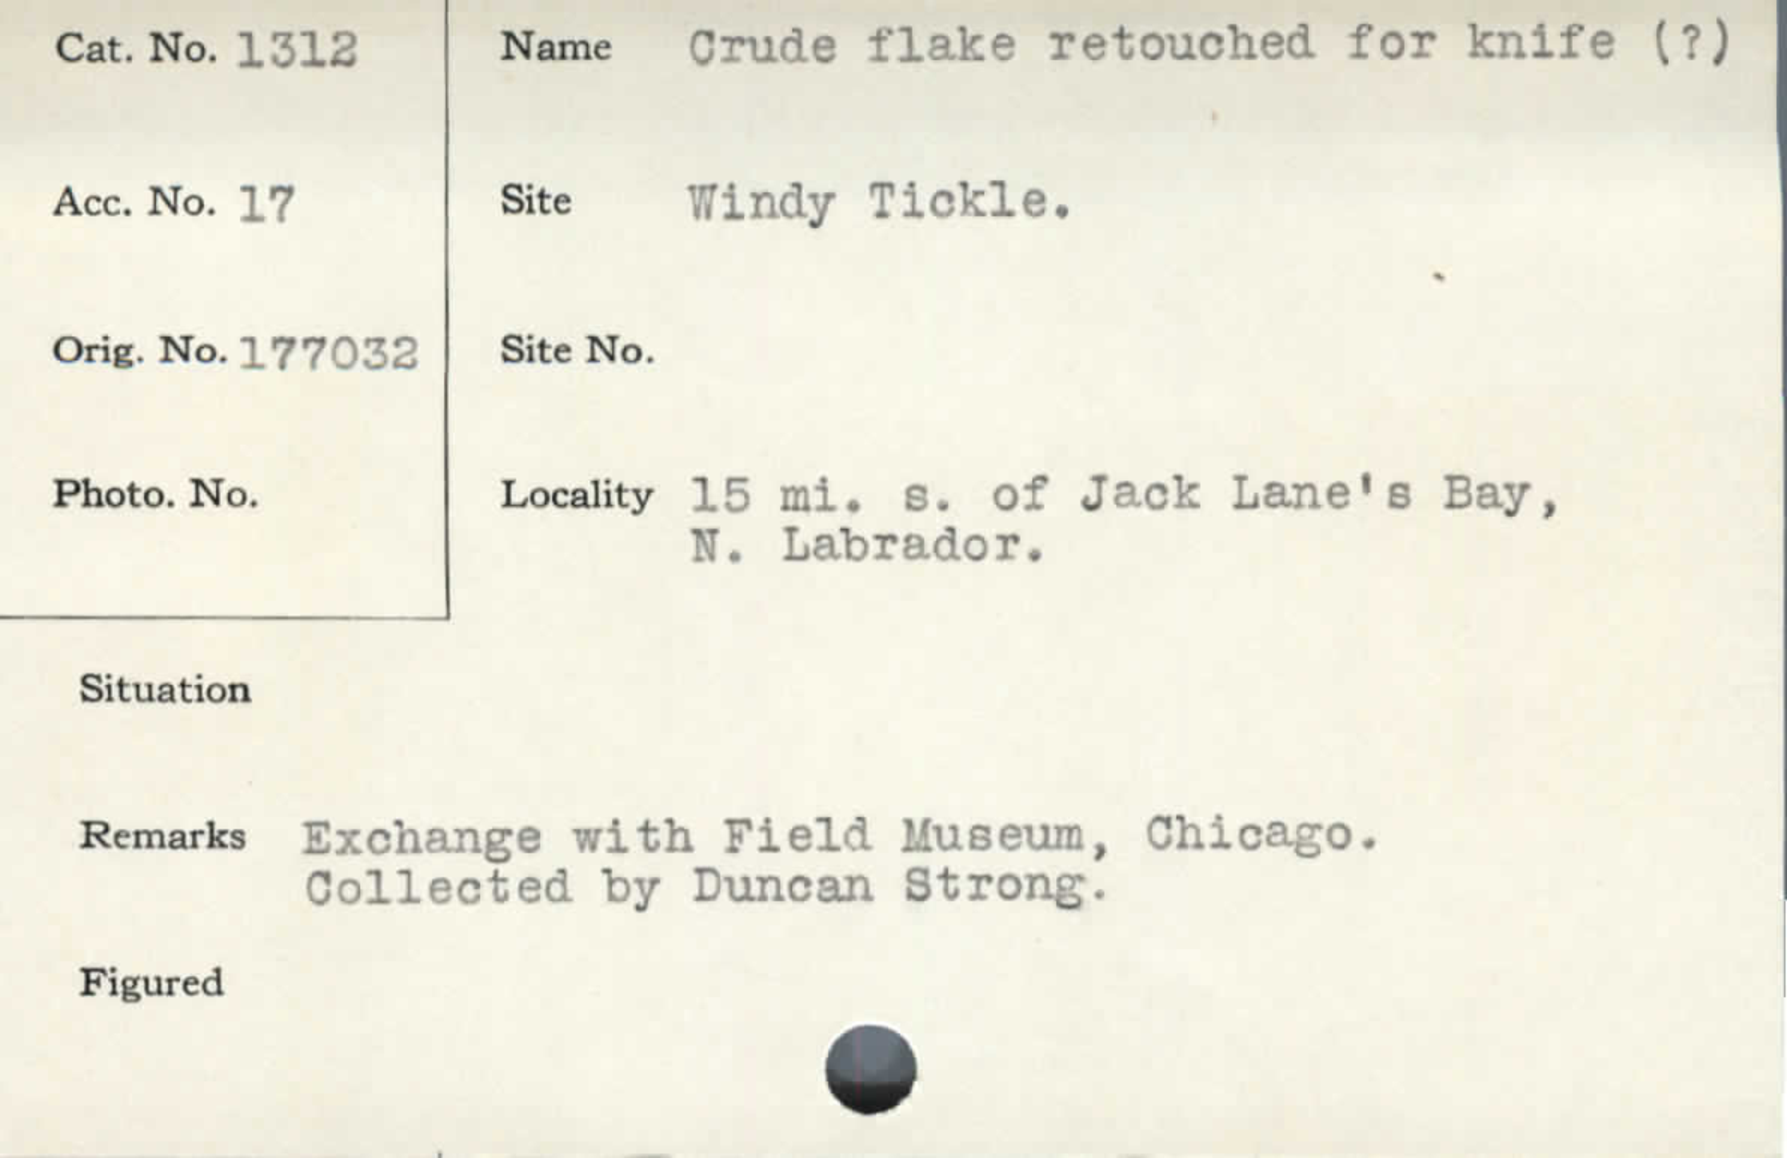 Cat. No. 1312
Name Crude flake retouched for knife (?)
Acc. No. 17
Site Windy Tickle.
Orig. No. 177032
Site No.
Photo. No.
Locality 15 mi. s. of Jack Lane's Bay,
N. Labrador.
Situation
Remarks Exchange with Field Museum, Chicago.
Collected by Duncan Strong.
Figured